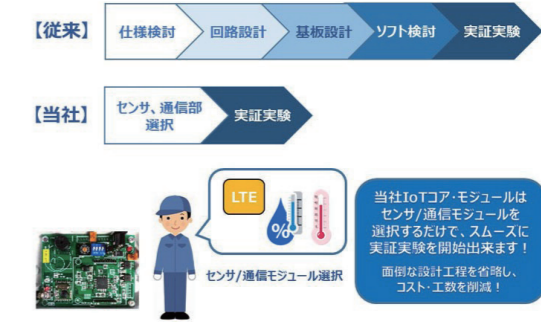 【従来】
仕様検討
回路設計
基板設計
ソフト検討
実証実験
【当社】
センサ、通信部
選択
実証実験
LTE
%
センサ/通信モジュール選択
当社IoTコア・モジュールは
センサ/通信モジュールを
選択するだけで、スムーズに
実証実験を開始出来ます！
面倒な設計工程を省略し、
コスト・工数を削減！